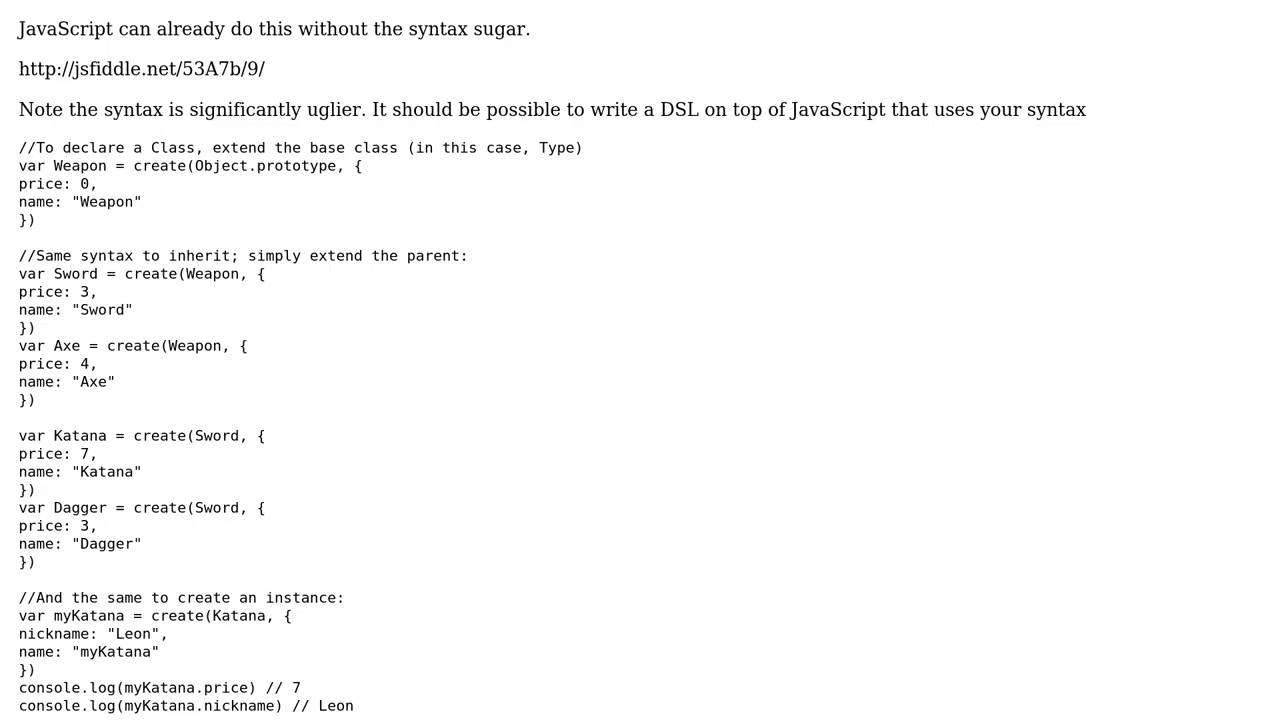 JavaScript can already do this without the syntax sugar.
http://jsfiddle.net/53A7b/9/
Note the syntax is significantly uglier. It should be possible to write a DSL on top of JavaScript that uses your syntax
//To declare a Class, extend the base class (in this case, Type)
var Weapon = create(Object.prototype, {
price: 0,
name: "Weapon"
})
//Same syntax to inherit; simply extend the parent:
var Sword = create(Weapon, {
price: 3,
name: "Sword"
})
var Axe = create(Weapon, {
price: 4,
name: "Axe"
})
var Katana = create(Sword, {
price: 7,
name: "Katana"
})
var Dagger = create(Sword, {
price: 3,
name: "Dagger"
})
//And the same to create an instance:
var myKatana = create(Katana, {
nickname: "Leon",
name: "myKatana"
})
console.log(myKatana.price) // 7
console.log(myKatana.nickname) // Leon